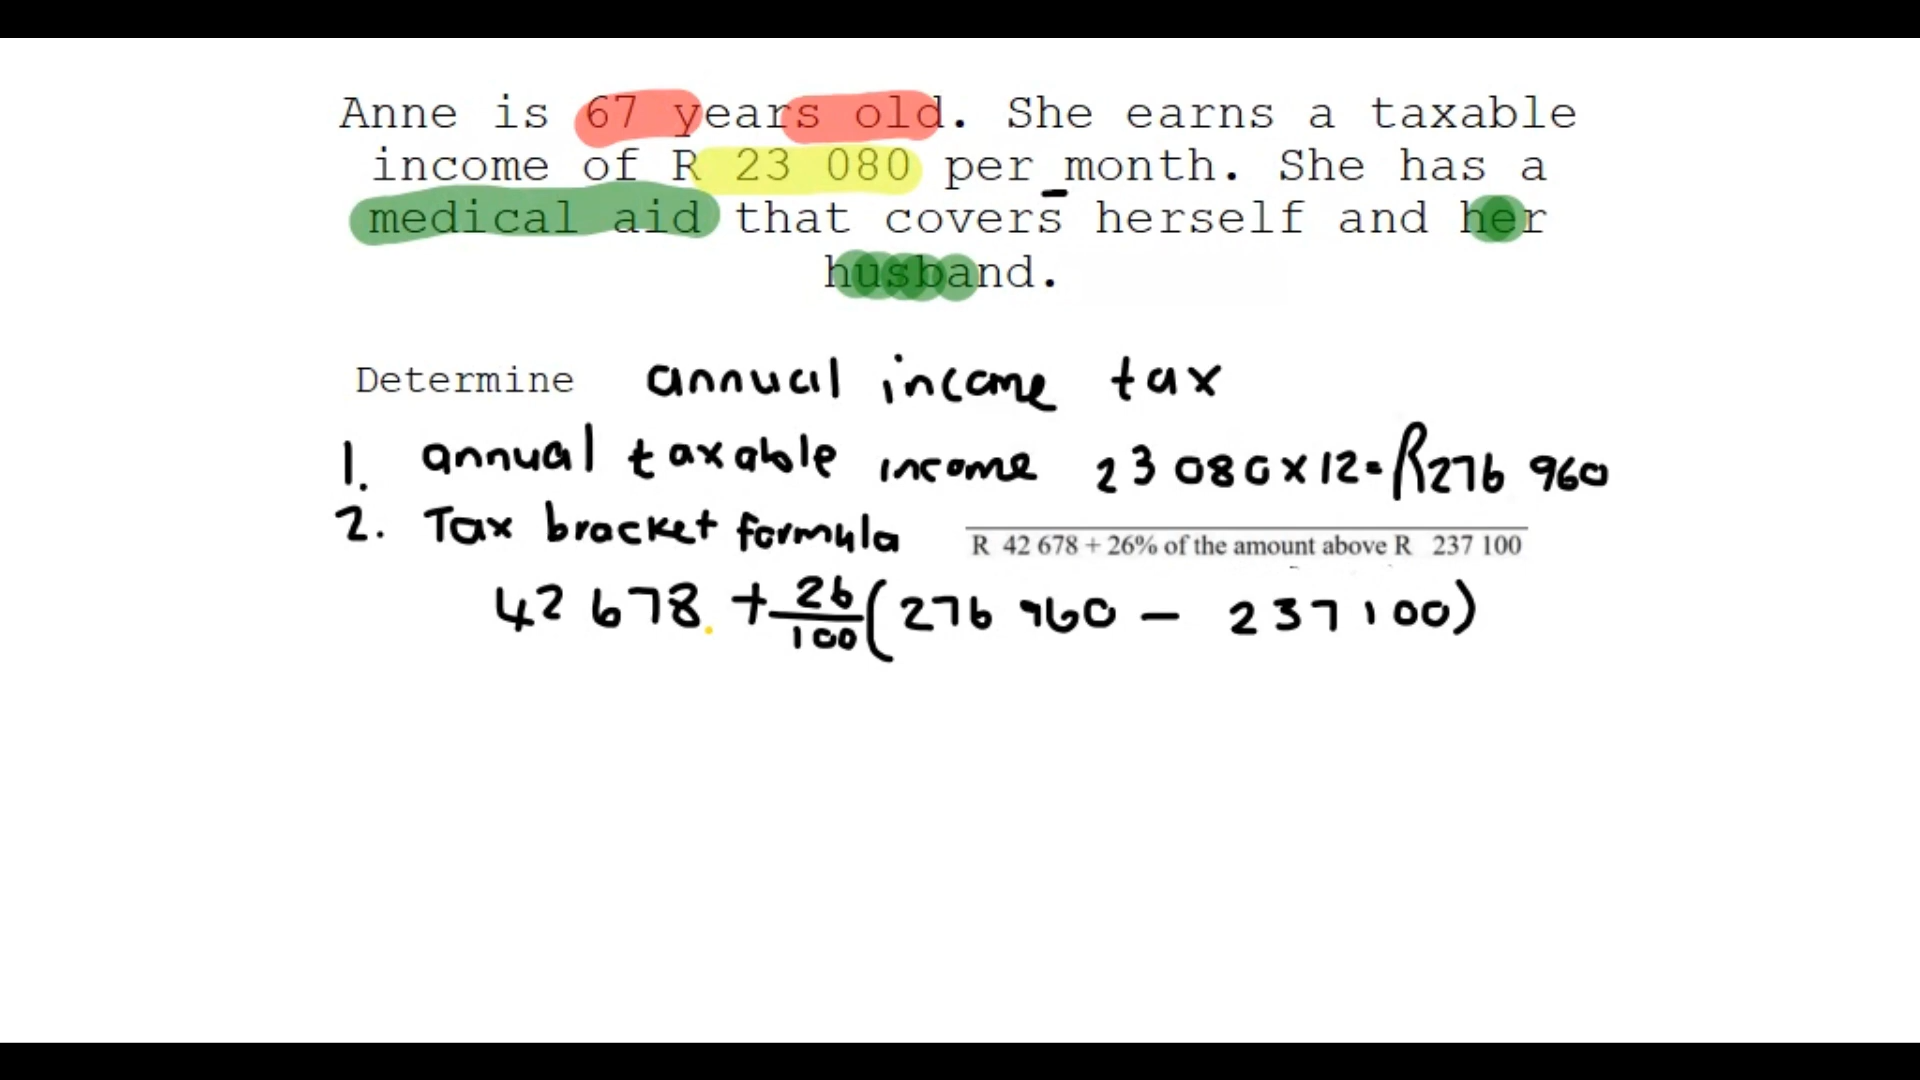 Anne is 67 years old. She earns a taxable
income of R 23 080 per month. She has a
medical aid that covers herself and her
husband.
Determine annual income tax
1. annual taxable income 23 080 x 12 = R276 960
2. Tax bracket formula R 42 678 + 26% of the amount above R 237 100
42 678 + 26/100 (276 960 - 237 100)